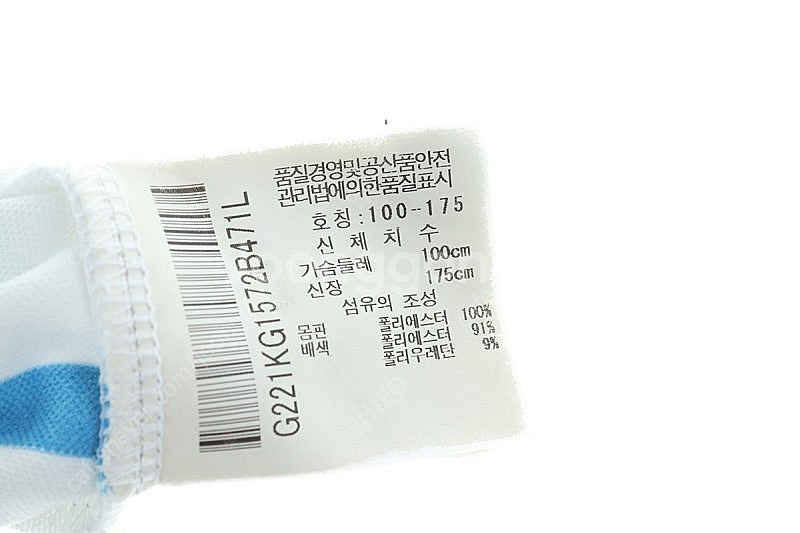 품질경영및공산품안전
관리법에의한품질표시
호칭:100-175
신 체 치 수
가슴둘레 100cm
신장 175cm
섬유의 조성
몸판 폴리에스터 100%
배색 폴리에스터 91%
폴리우레탄 9%
G221KG1572B471L